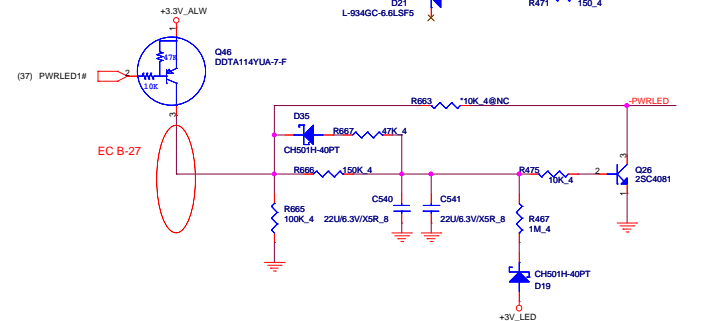 D21
L-934GC-6.6LSF5
R471
150_4
+3.3V_ALW
1
47K
Q46
DDTA114YUA-7-F
(37) PWRLED1#
2
10K
3
R663
*10K_4@NC
-PWRLED
D35
R667
47K_4
EC B-27
CH501H-40PT
3
R666
150K_4
R475
10K_4
2
Q26
2SC4081
1
R665
100K_4
C540
22U/6.3V/X5R_8
C541
22U/6.3V/X5R_8
R467
1M_4
CH501H-40PT
D19
+3V_LED